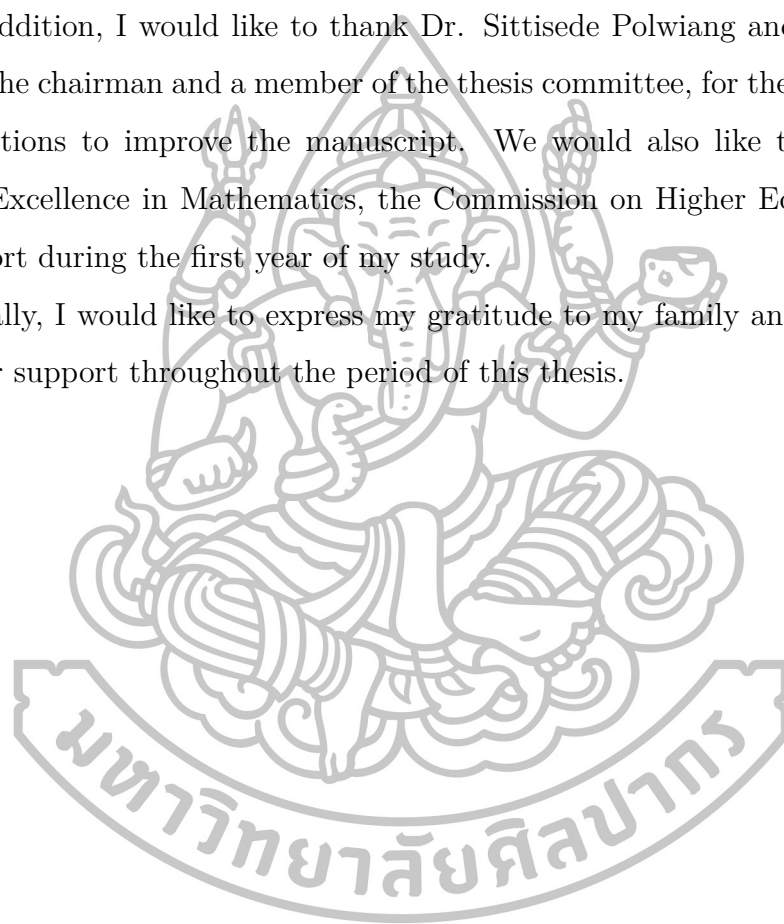 ddition, I would like to thank Dr. Sittisede Polwiang and
he chairman and a member of the thesis committee, for the
tions to improve the manuscript. We would also like t
Excellence in Mathematics, the Commission on Higher Ed
ort during the first year of my study.
ally, I would like to express my gratitude to my family an
r support throughout the period of this thesis.
มหาวิทยาลัยศิลปากร